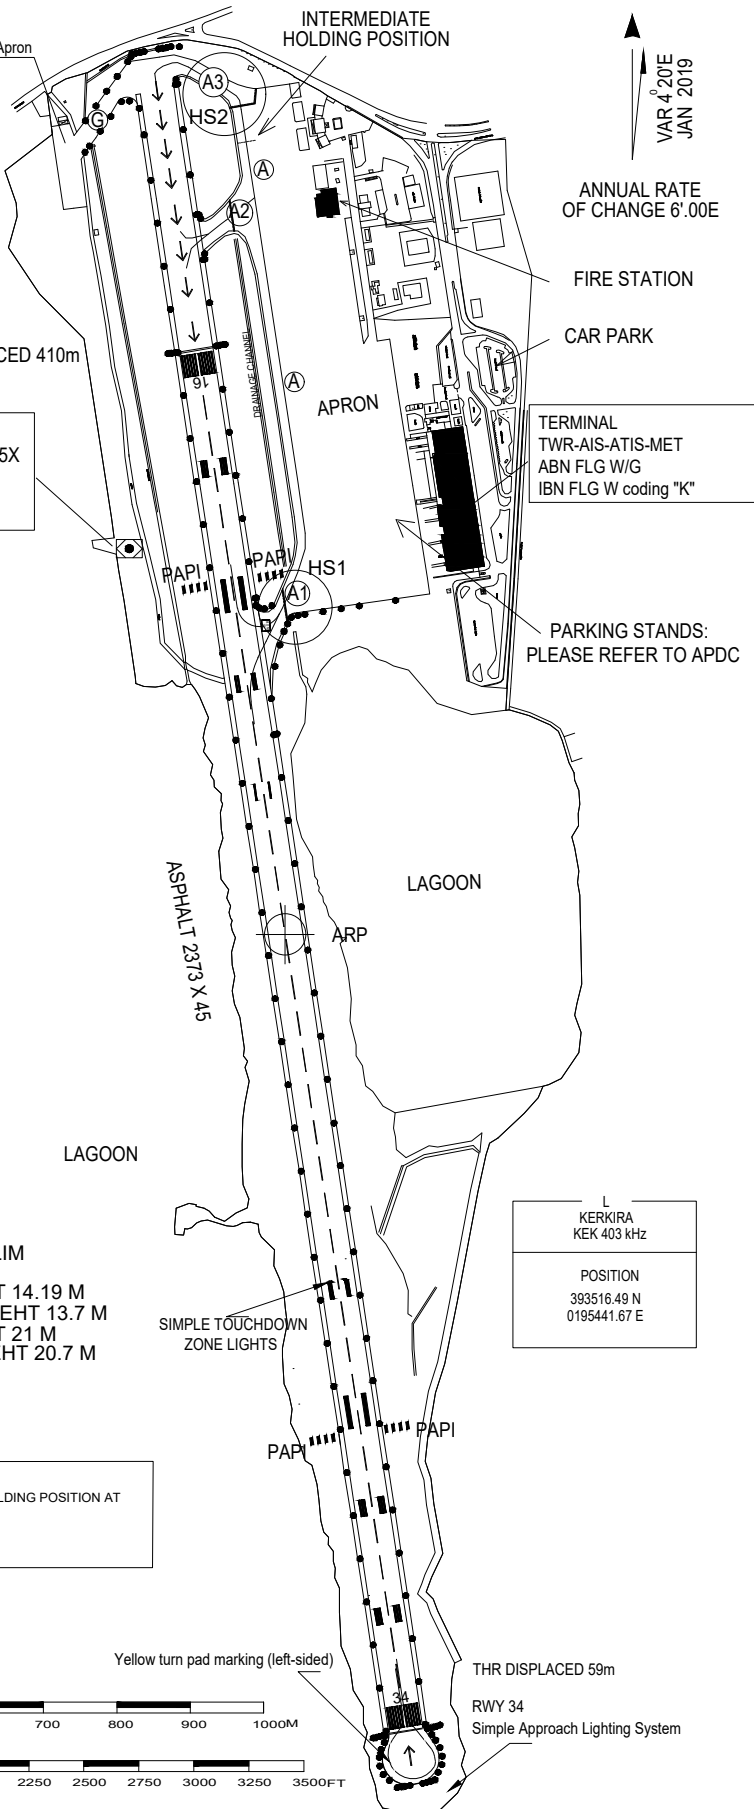 INTERMEDIATE
HOLDING POSITION
Apron
A3
HS2
G
VAR 4°20'E
JAN 2019
ANNUAL RATE
OF CHANGE 6'.00E
A
A2
FIRE STATION
CAR PARK
CED 410m
16
DRAINAGE CHANNEL
A
APRON
TERMINAL
TWR-AIS-ATIS-MET
ABN FLG W/G
IBN FLG W coding "K"
5X
PAPI
PAPI
HS1
A1
PARKING STANDS:
PLEASE REFER TO APDC
ASPHALT 2373 X 45
LAGOON
ARP
LAGOON
L
KERKIRA
KEK 403 kHz
POSITION
393516.49 N
0195441.67 E
LIM
T 14.19 M
EHT 13.7 M
T 21 M
EHT 20.7 M
SIMPLE TOUCHDOWN
ZONE LIGHTS
PAPI
PAPI
LDING POSITION AT
Yellow turn pad marking (left-sided)
34
THR DISPLACED 59m
RWY 34
Simple Approach Lighting System
700 800 900 1000M
2250 2500 2750 3000 3250 3500FT